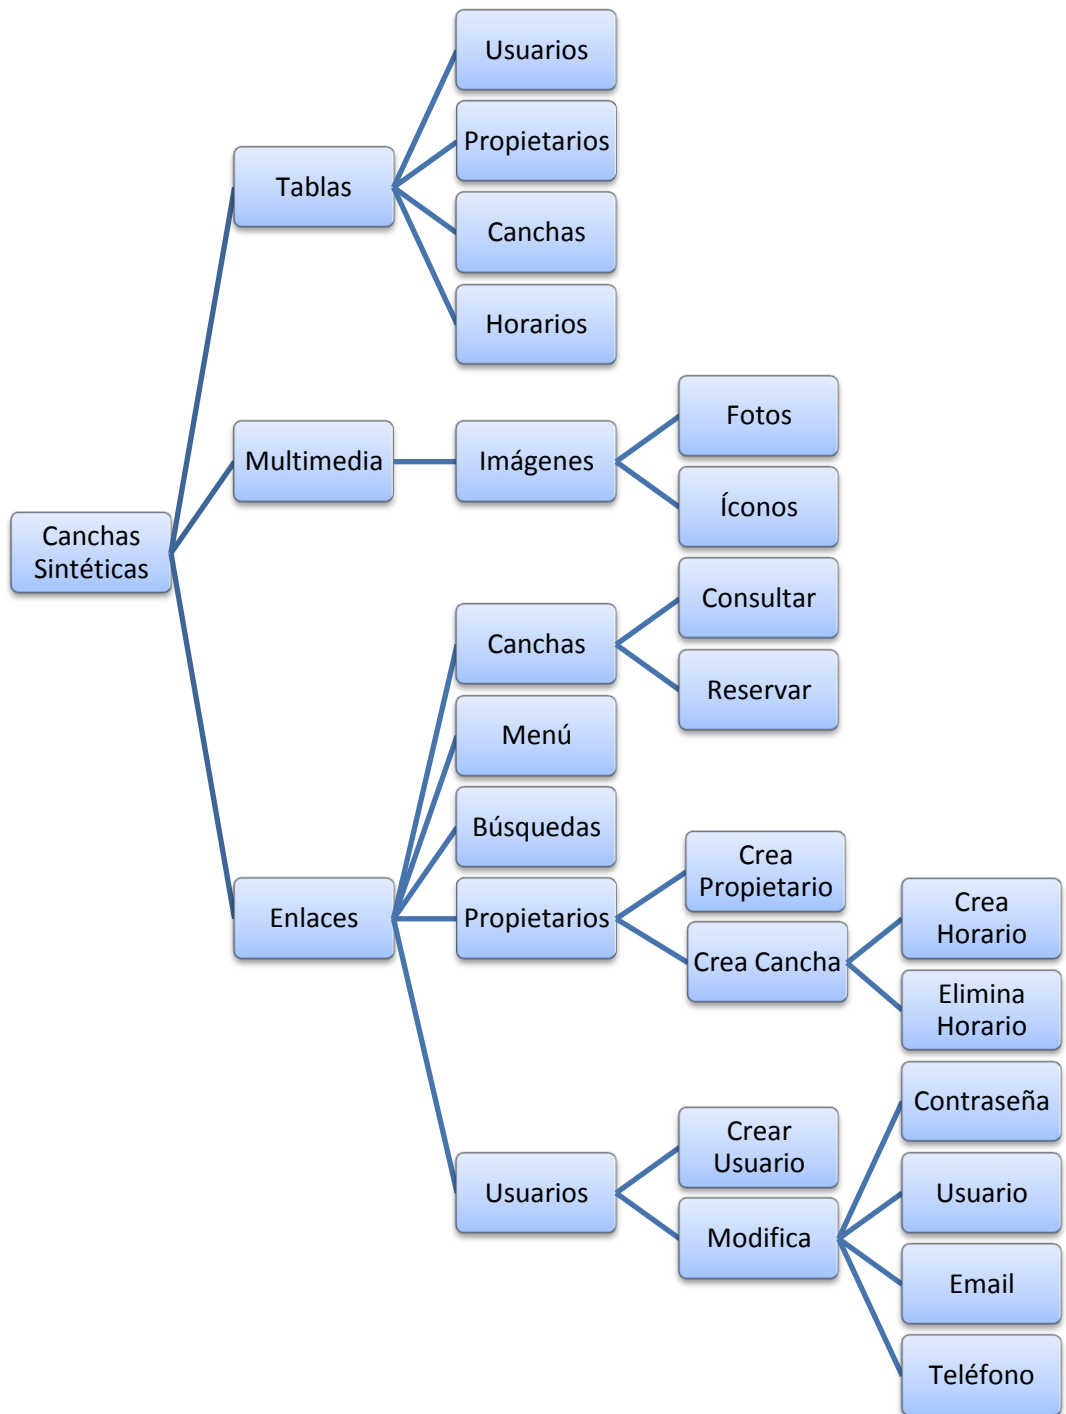 Usuarios
Propietarios
Tablas
Canchas
Horarios
Fotos
Multimedia
Imágenes
Íconos
Canchas
Sintéticas
Consultar
Canchas
Reservar
Menú
Búsquedas
Crea
Propietario
Enlaces
Propietarios
Crea
Horario
Crea Cancha
Elimina
Horario
Contraseña
Crear
Usuario
Usuarios
Usuario
Modifica
Email
Teléfono